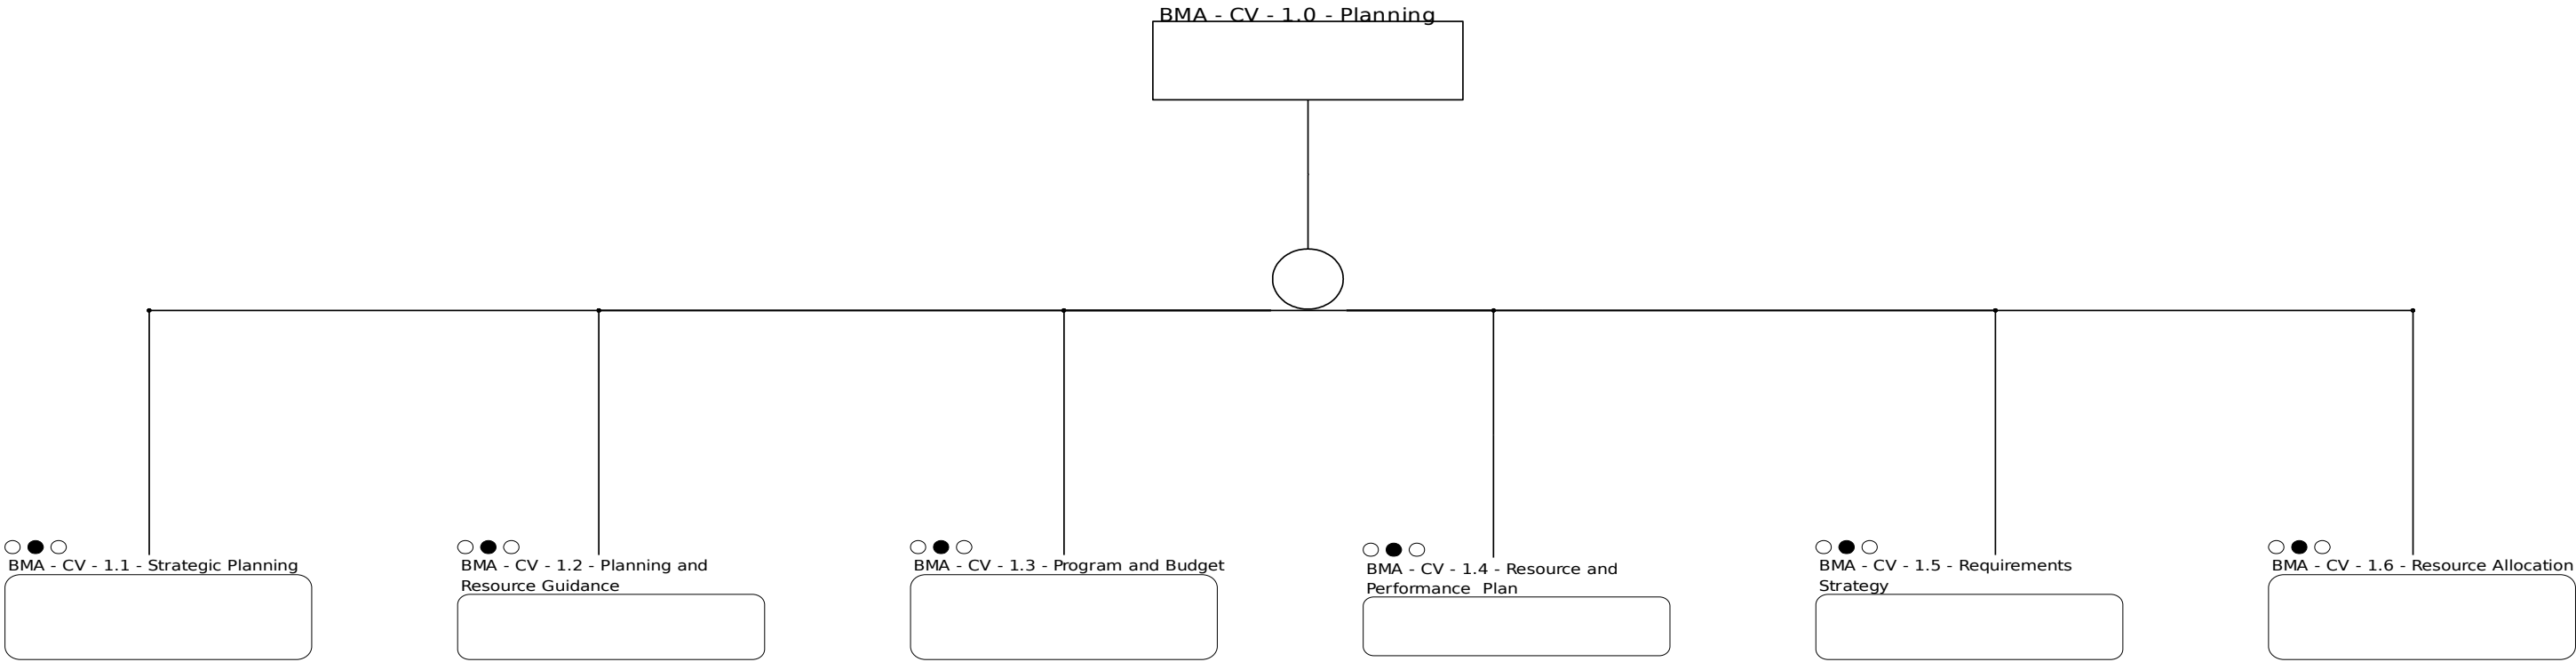 BMA - CV - 1.0 - Planning
BMA - CV - 1.1 - Strategic Planning
BMA - CV - 1.2 - Planning and
Resource Guidance
BMA - CV - 1.3 - Program and Budget
BMA - CV - 1.4 - Resource and
Performance  Plan
BMA - CV - 1.5 - Requirements
Strategy
BMA - CV - 1.6 - Resource Allocation